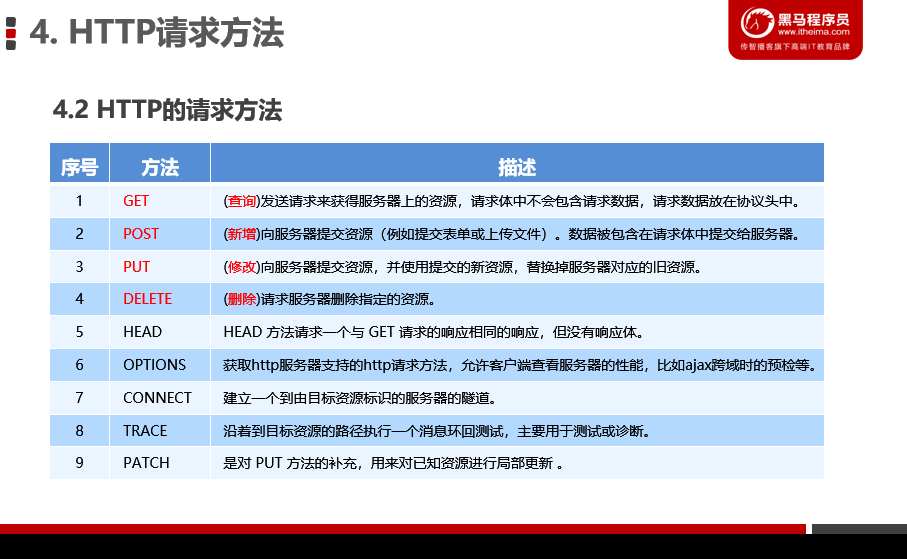 4. HTTP请求方法
黑马程序员
www.itheima.com
传智播客旗下高端IT教育品牌
4.2 HTTP的请求方法
序号 方法 描述
1 GET (查询)发送请求来获得服务器上的资源，请求体中不会包含请求数据，请求数据放在协议头中。
2 POST (新增)向服务器提交资源（例如提交表单或上传文件）。数据被包含在请求体中提交给服务器。
3 PUT (修改)向服务器提交资源，并使用提交的新资源，替换掉服务器对应的旧资源。
4 DELETE (删除)请求服务器删除指定的资源。
5 HEAD HEAD 方法请求一个与 GET 请求的响应相同的响应，但没有响应体。
6 OPTIONS 获取http服务器支持的http请求方法，允许客户端查看服务器的性能，比如ajax跨域时的预检等。
7 CONNECT 建立一个到由目标资源标识的服务器的隧道。
8 TRACE 沿着到目标资源的路径执行一个消息环回测试，主要用于测试或诊断。
9 PATCH 是对 PUT 方法的补充，用来对已知资源进行局部更新 。